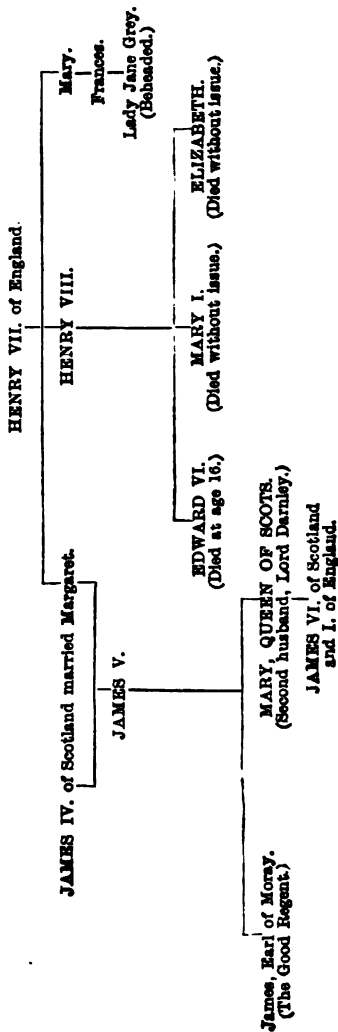 HENRY VII. of England.
JAMES IV. of Scotland married Margaret.
HENRY VIII.
Mary.
Frances.
Lady Jane Grey.
(Beheaded.)
JAMES V.
EDWARD VI.
(Died at age 16.)
MARY I.
(Died without issue.)
ELIZABETH.
(Died without issue.)
James, Earl of Moray.
(The Good Regent.)
MARY, QUEEN OF SCOTS.
(Second husband, Lord Darnley.)
JAMES VI. of Scotland
and I. of England.